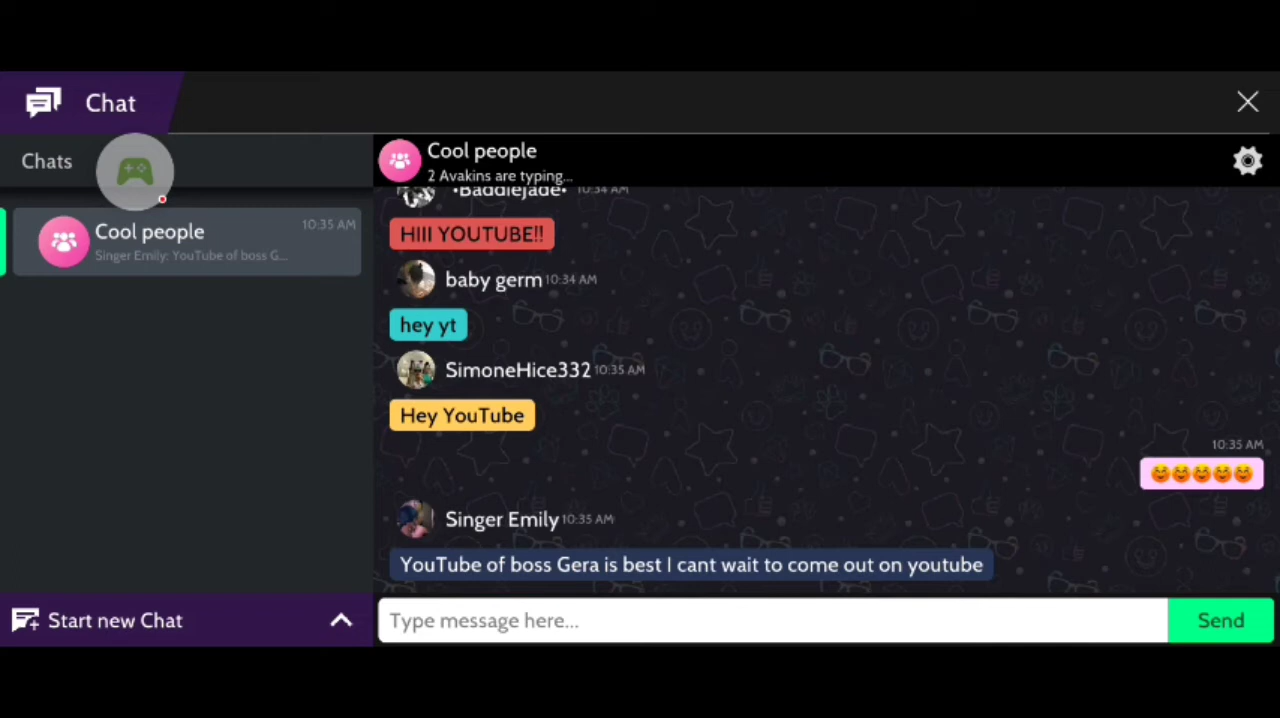 Chat
Chats
Cool people
10:35 AM
Singer Emily: YouTube of boss G...
Start new Chat
Cool people
2 Avakins are typing...
•BaddieJade• 10:34 AM
HIII YOUTUBE!!
baby germ 10:34 AM
hey yt
SimoneHice332 10:35 AM
Hey YouTube
10:35 AM
Singer Emily 10:35 AM
YouTube of boss Gera is best I cant wait to come out on youtube
Type message here...
Send